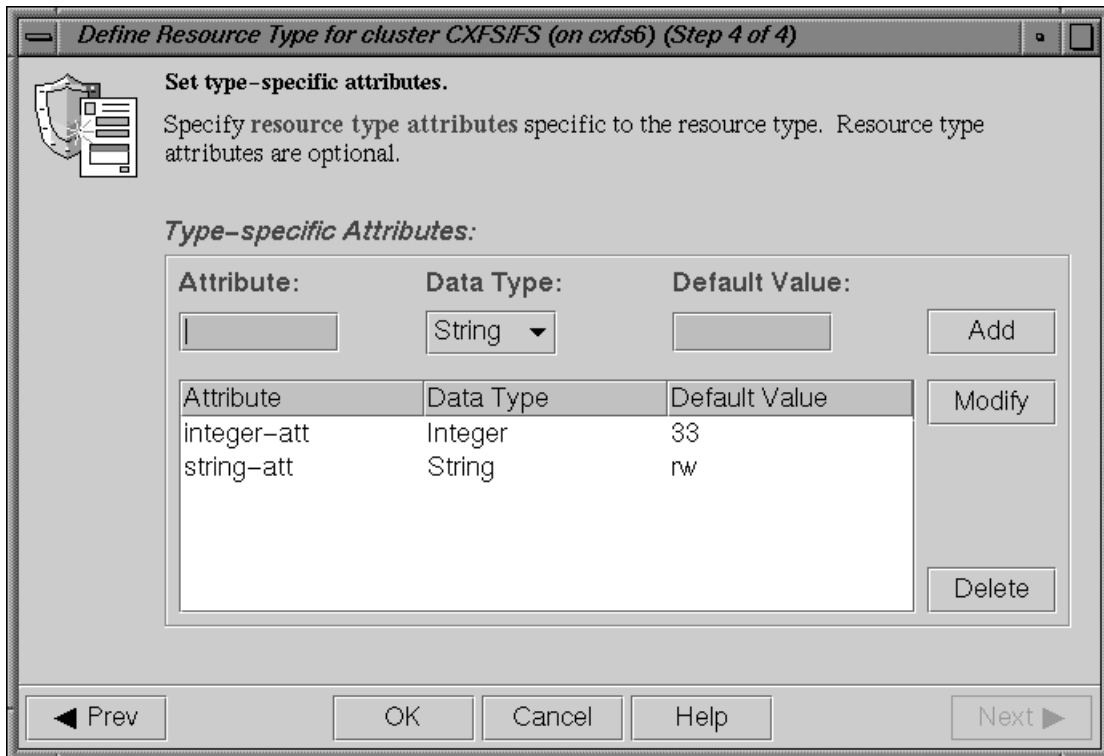 Define Resource Type for cluster CXFS/FS (on cxfs6) (Step 4 of 4)
Set type-specific attributes.
Specify resource type attributes specific to the resource type. Resource type
attributes are optional.
Type-specific Attributes:
Attribute: Data Type: Default Value:
String Add
Attribute Data Type Default Value Modify
integer-att Integer 33
string-att String rw
Delete
Prev OK Cancel Help Next